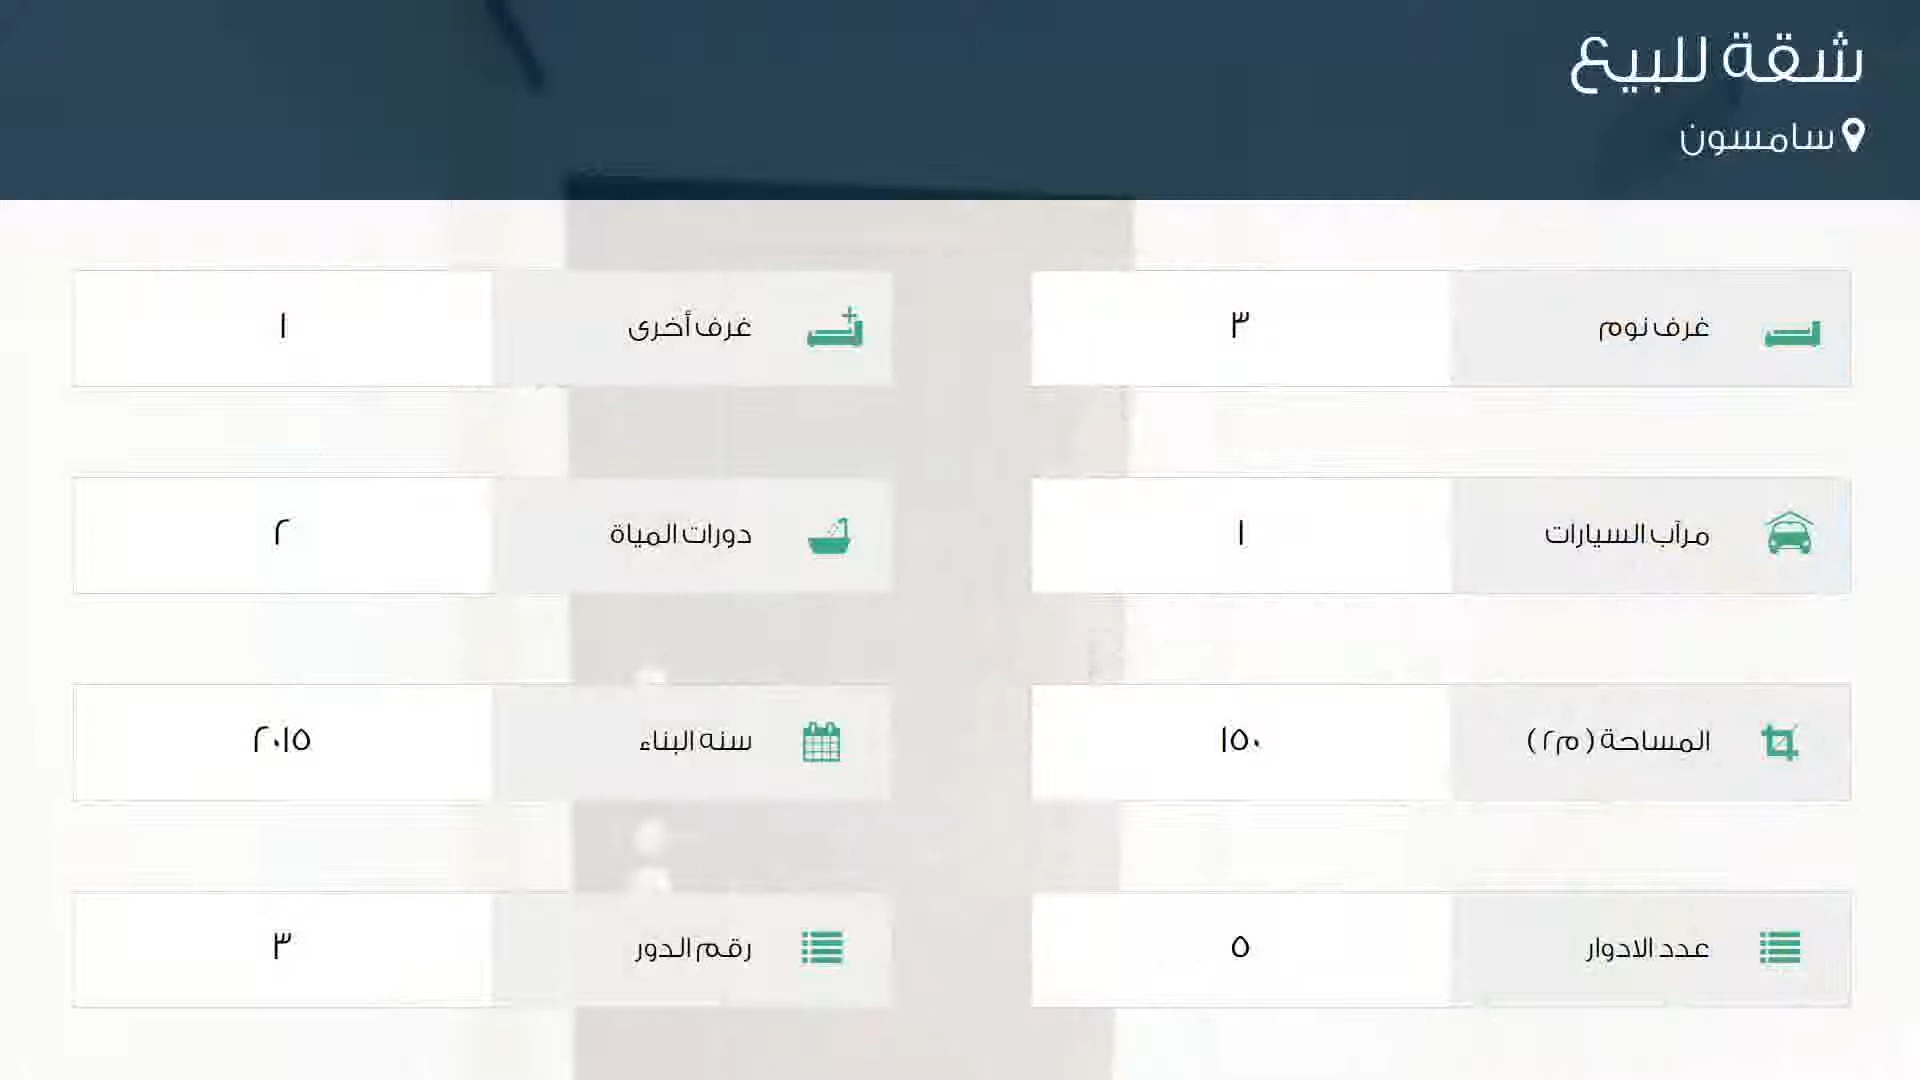 شقة للبيع
سامسون
غرف نوم ٣
غرف أخرى ١
مرآب السيارات ١
دورات المياة ٢
المساحة ( م٢ ) ١٥٠
سنه البناء ٢٠١٥
عدد الادوار ٥
رقم الدور ٣